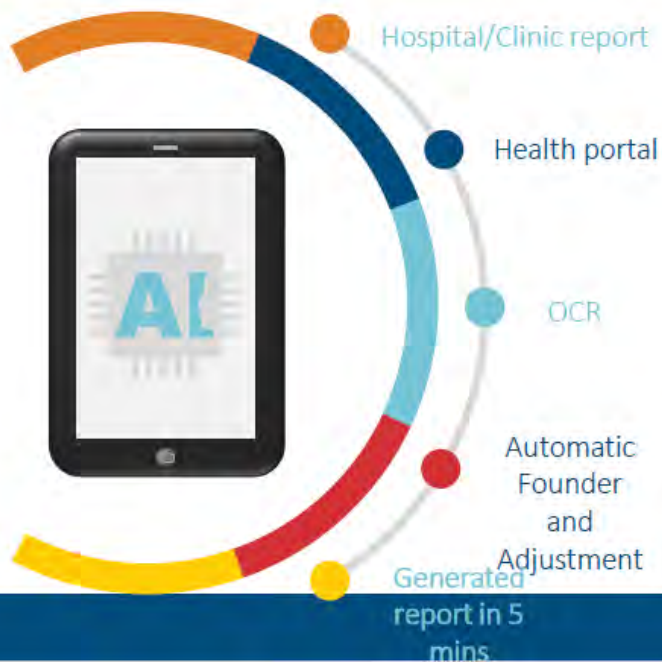 Hospital/Clinic report
Health portal
AI
OCR
Automatic
Founder
and
Adjustment
Generated
report in 5
mins